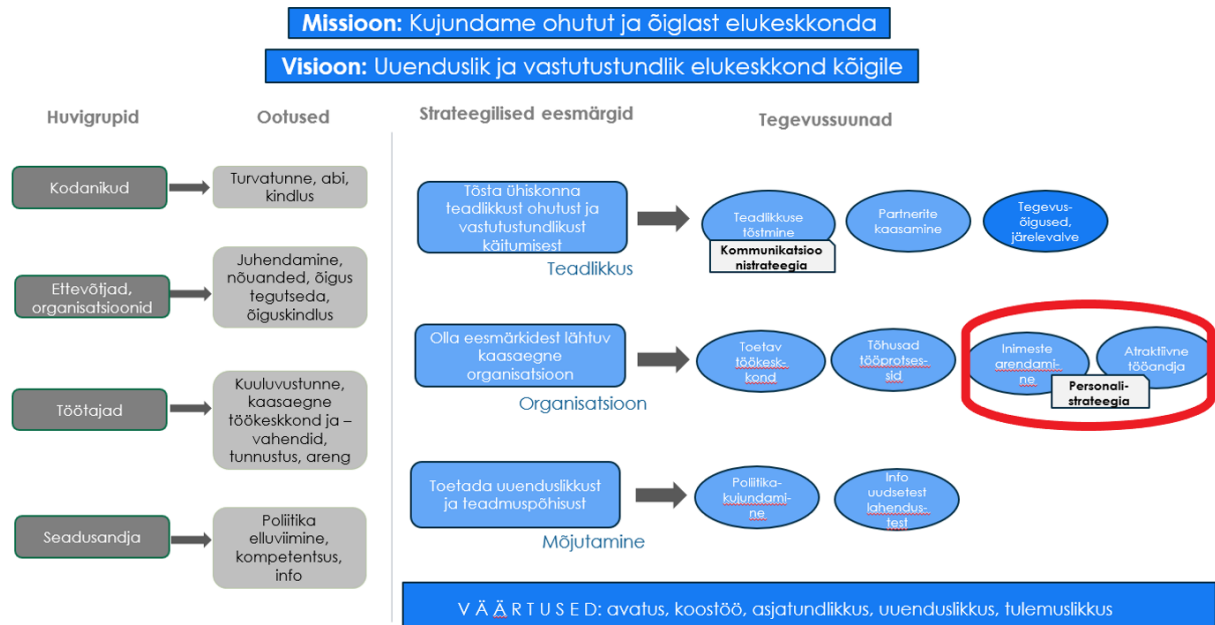 Missioon: Kujundame ohutut ja õiglast elukeskkonda
Visioon: Uuenduslik ja vastutustundlik elukeskkond kõigile
Huvigrupid
Ootused
Strateegilised eesmärgid
Tegevussuunad
Kodanikud
Turvatunne, abi,
kindlus
Ettevõtjad,
organisatsioonid
Juhendamine,
nõuanded, õigus
tegutseda,
õiguskindlus
Töötajad
Kuuluvustunne,
kaasaegne
töökeskkond ja –
vahendid,
tunnustus, areng
Seadusandja
Poliitika
elluviimine,
kompetentsus,
info
Tõsta ühiskonna
teadlikkust ohutust ja
vastutustundlikust
käitumisest
Teadlikkus
Teadlikkuse
tõstmine
Kommunikatsioo
nistrateegia
Partnerite
kaasamine
Tegevus-
õigused,
järelevalve
Olla eesmärkidest lähtuv
kaasaegne
organisatsioon
Organisatsioon
Toetav
töökesk-
kond
Tõhusad
tööprotses-
sid
Inimeste
arendami-
ne
Atraktiivne
tööandja
Personali-
strateegia
Toetada uuenduslikkust
ja teadmuspõhisust
Mõjutamine
Poliitika-
kujundami-
ne
Info
uudsetest
lahendus-
test
VÄÄRTUSED: avatus, koostöö, asjatundlikkus, uuenduslikkus, tulemuslikkus